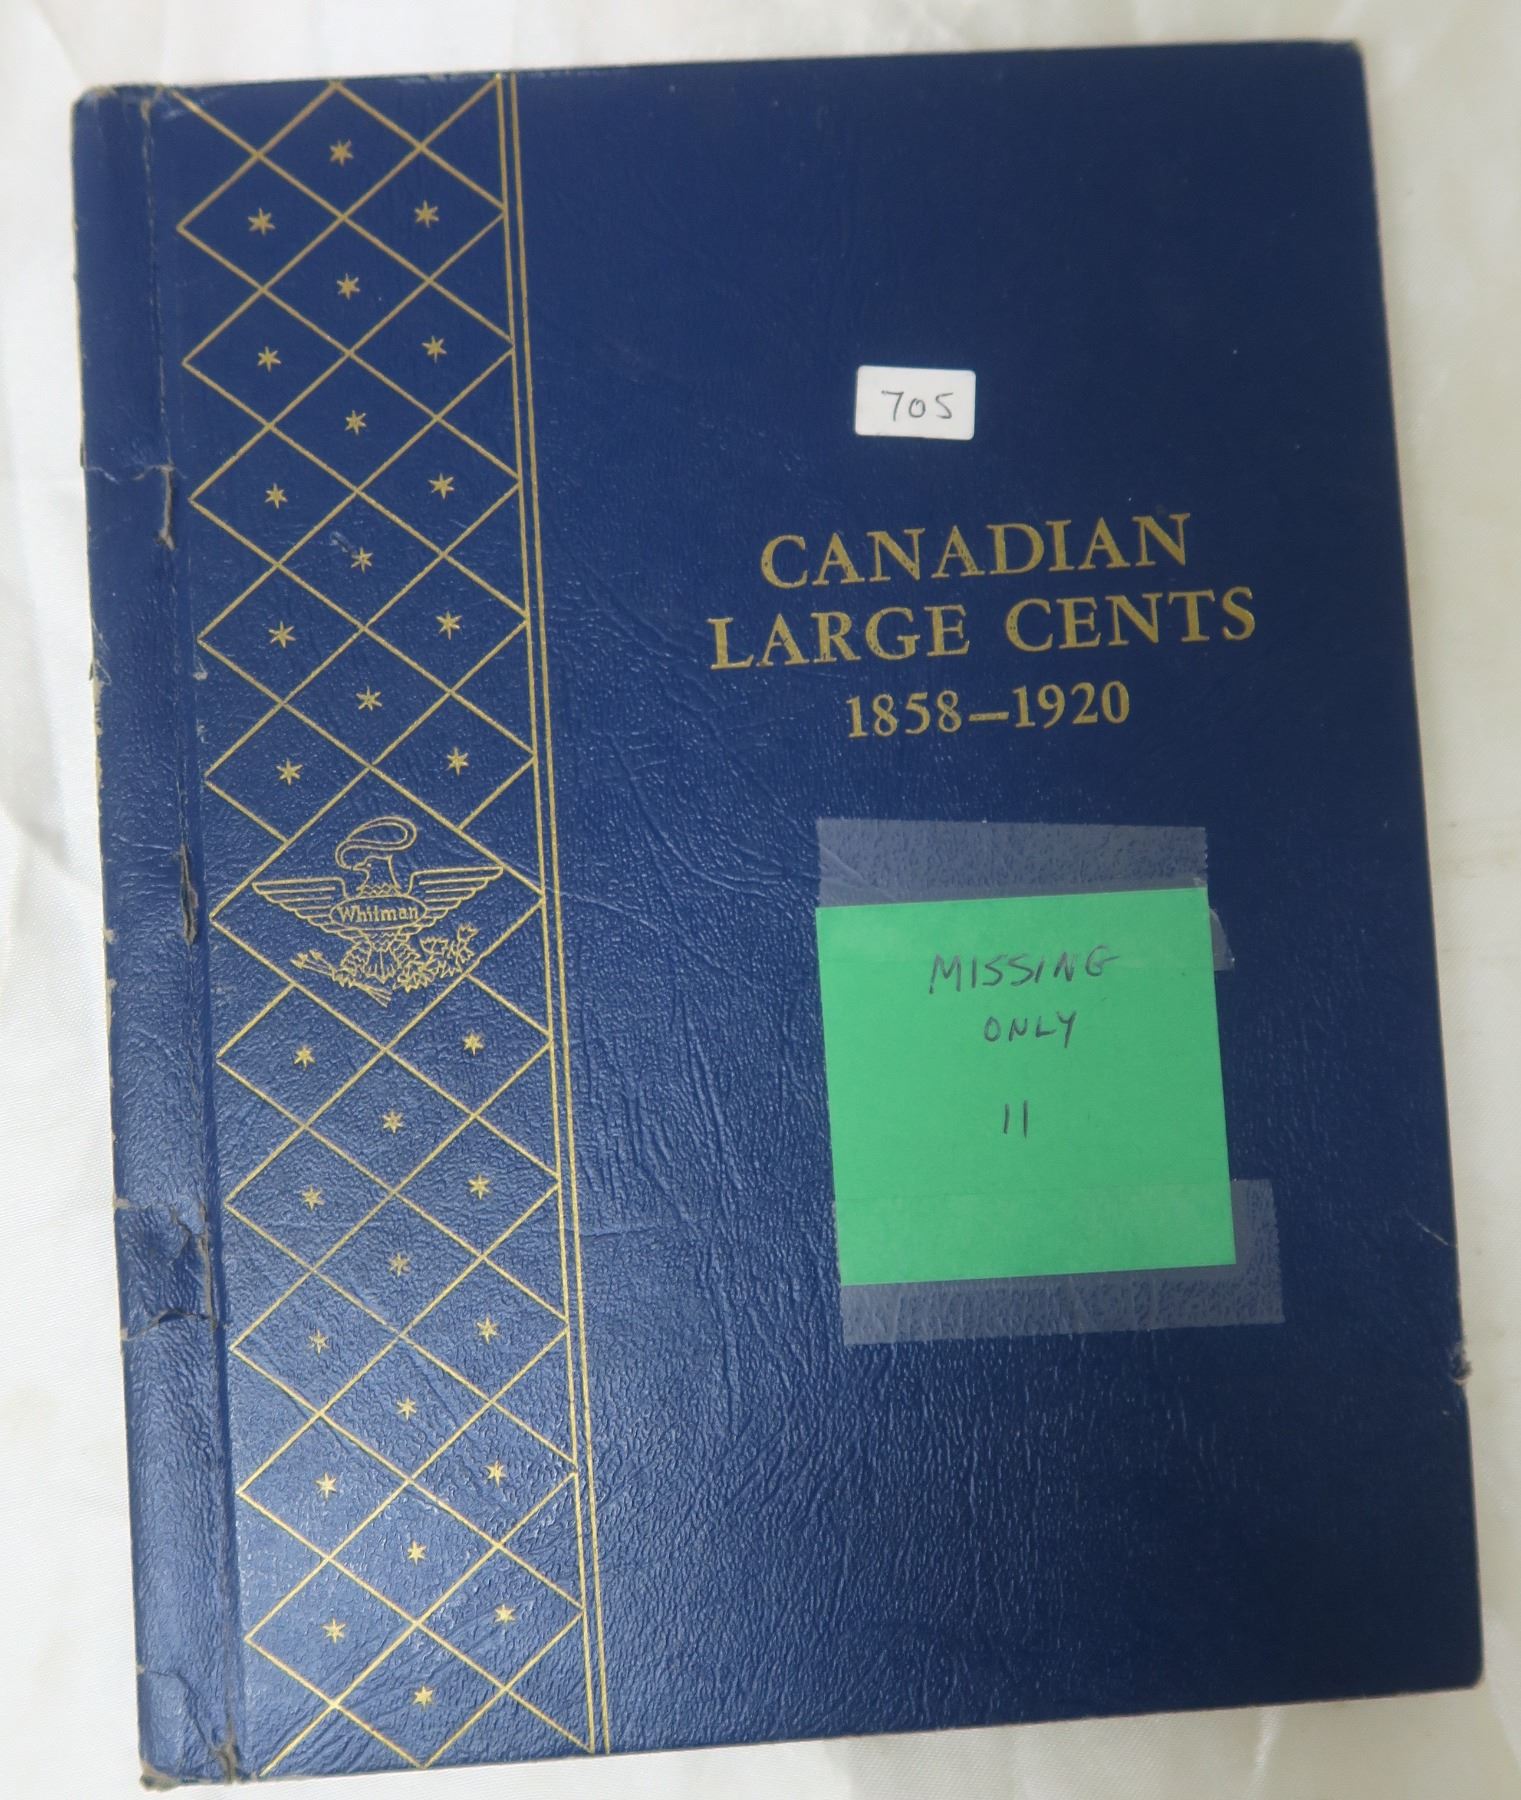 705
CANADIAN
LARGE CENTS
1858–1920
Whitman
MISSING
ONLY
11